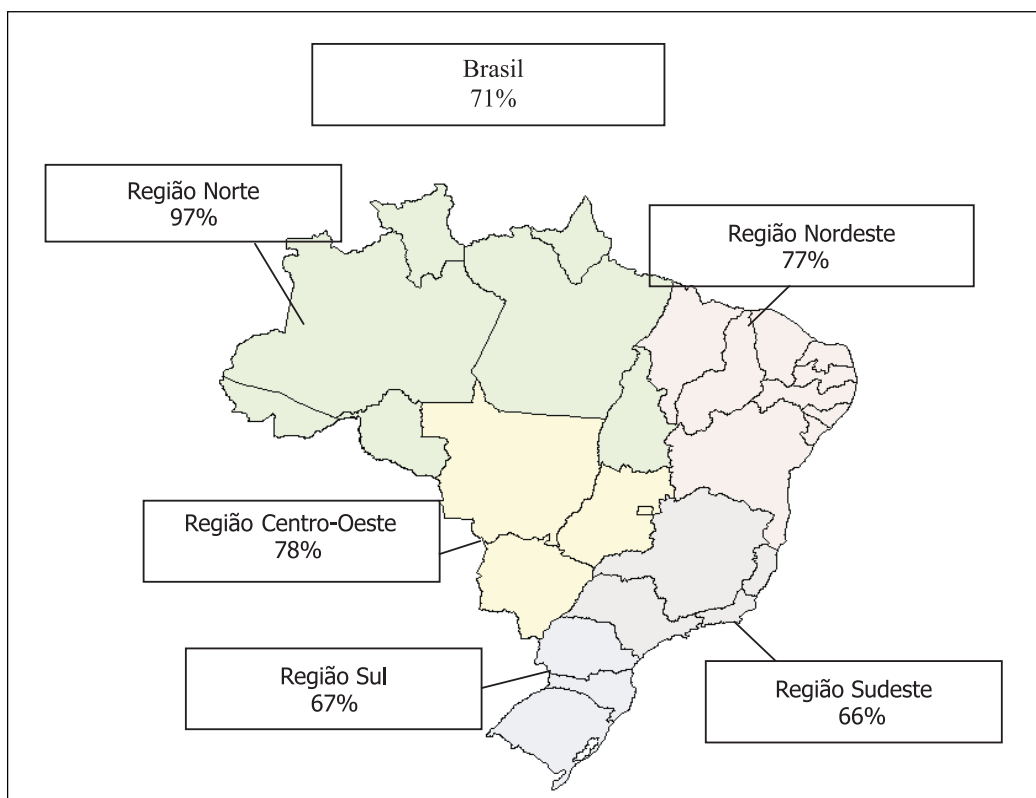 Brasil
71%
Região Norte
97%
Região Nordeste
77%
Região Centro-Oeste
78%
Região Sul
67%
Região Sudeste
66%